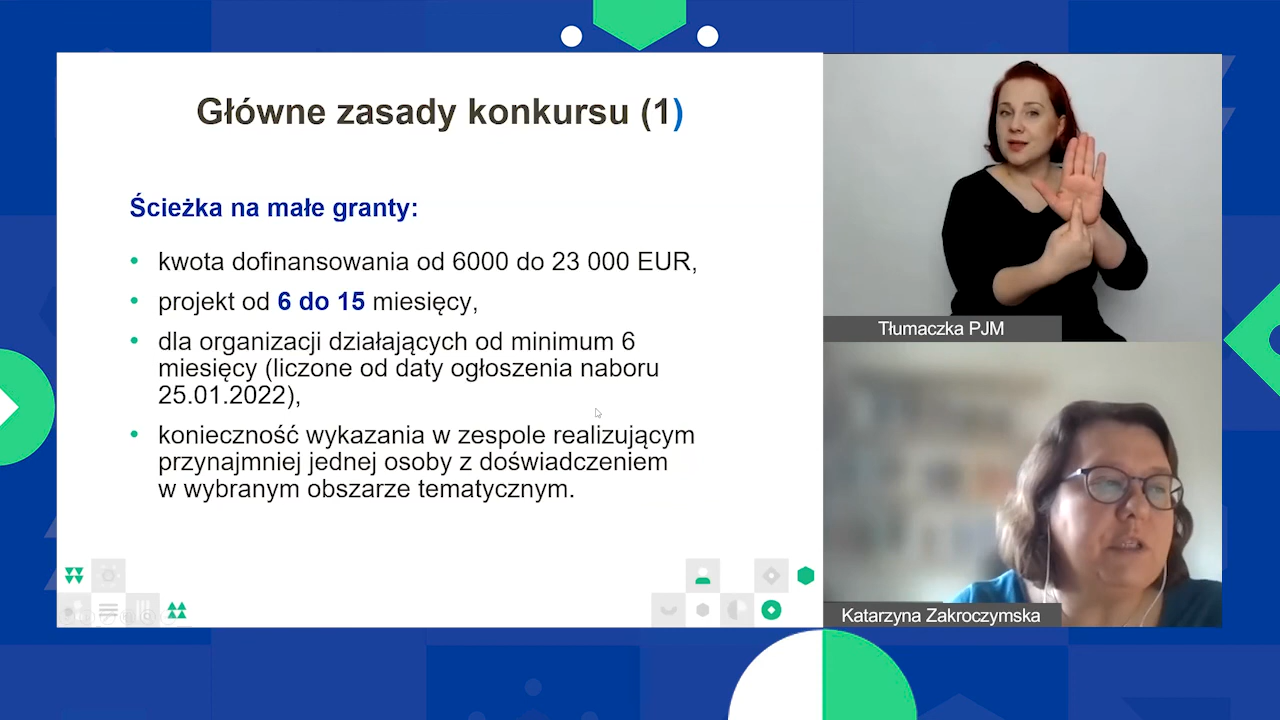 Główne zasady konkursu (1)
Ścieżka na małe granty:
• kwota dofinansowania od 6000 do 23 000 EUR,
• projekt od 6 do 15 miesięcy,
• dla organizacji działających od minimum 6
miesięcy (liczone od daty ogłoszenia naboru
25.01.2022),
• konieczność wykazania w zespole realizującym
przynajmniej jednej osoby z doświadczeniem
w wybranym obszarze tematycznym.
Tłumaczka PJM
Katarzyna Zakroczymska